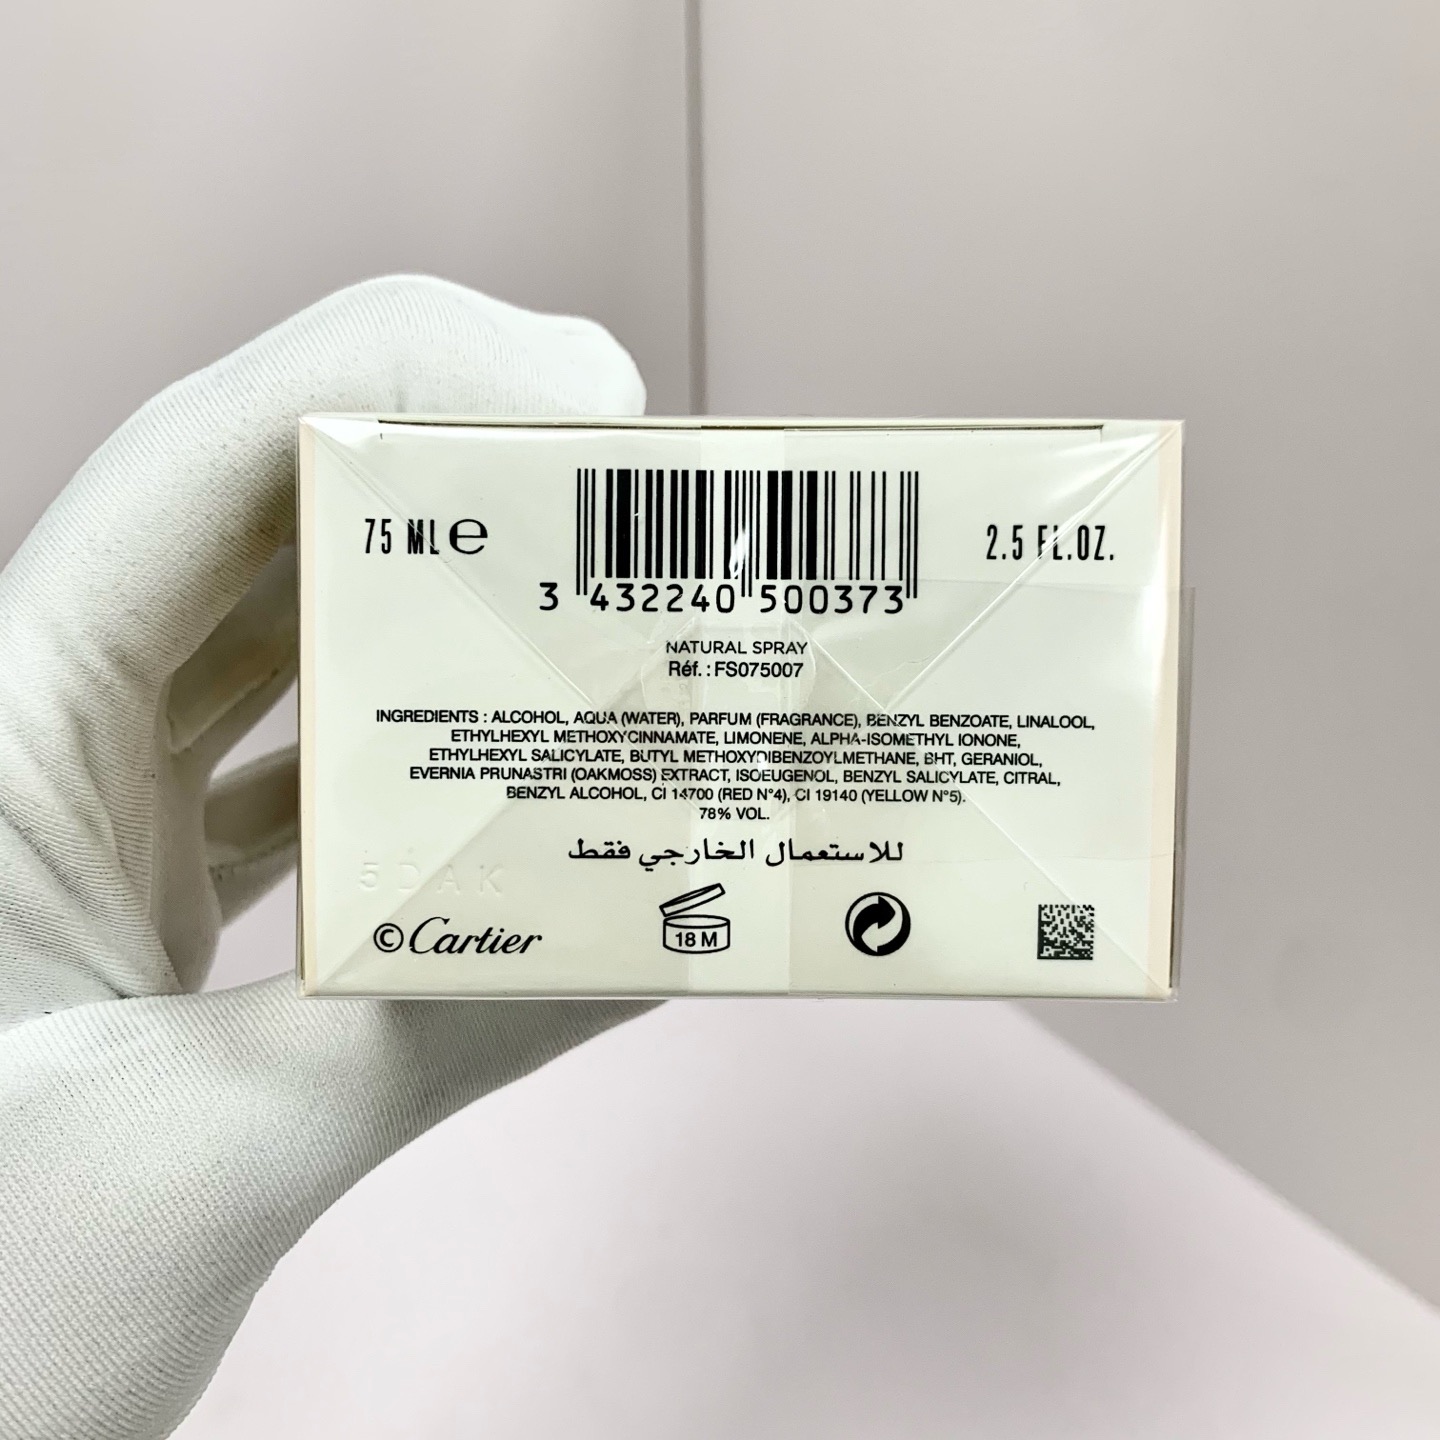 75 ML ℮
3 432240 500373
2.5 FL.OZ.
NATURAL SPRAY
Réf. : FS075007
INGREDIENTS : ALCOHOL, AQUA (WATER), PARFUM (FRAGRANCE), BENZYL BENZOATE, LINALOOL,
ETHYLHEXYL METHOXYCINNAMATE, LIMONENE, ALPHA-ISOMETHYL IONONE,
ETHYLHEXYL SALICYLATE, BUTYL METHOXYDIBENZOYLMETHANE, BHT, GERANIOL,
EVERNIA PRUNASTRI (OAKMOSS) EXTRACT, ISOEUGENOL, BENZYL SALICYLATE, CITRAL,
BENZYL ALCOHOL, CI 14700 (RED N°4), CI 19140 (YELLOW N°5).
78% VOL.
للاستعمال الخارجي فقط
5DAK
© Cartier
18 M